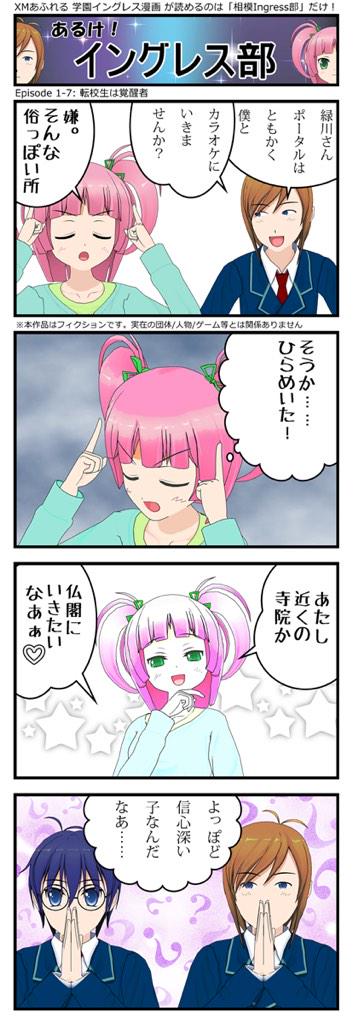 XMあふれる 学園イングレス漫画 が読めるのは「相模Ingress部」だけ!
あるけ!
イングレス部
Episode 1-7: 転校生は覚醒者
緑川さん
ポータルは
ともかく
僕と
カラオケに
いきま
せんか?
嫌。
そんな
俗っぽい所
※本作品はフィクションです。実在の団体/人物/ゲーム等とは関係ありません
そうか……
ひらめいた!
あたし
近くの
寺院か
仏閣に
いきたい
なあぁ♡
よっぽど
信心深い
子なんだ
なあ……